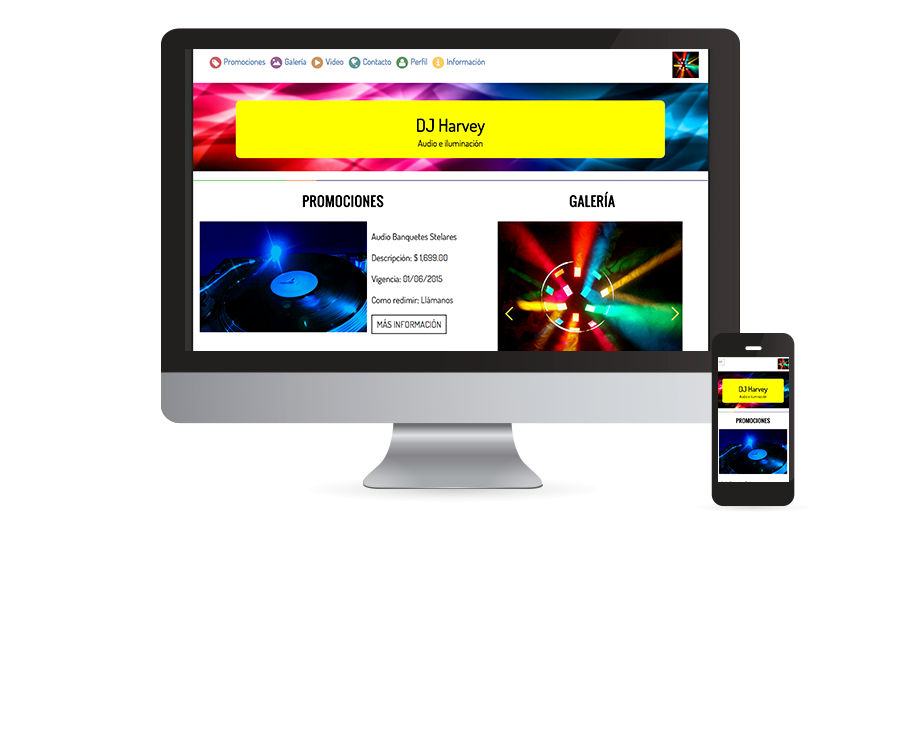 Promociones Galería Video Contacto Perfil Información
DJ Harvey
Audio e iluminación
PROMOCIONES
Audio Banquetes Stelares
Descripción: $ 1,699.00
Vigencia: 01/06/2015
Como redimir: Llámanos
MÁS INFORMACIÓN
GALERÍA
DJ Harvey
Audio e iluminación
PROMOCIONES